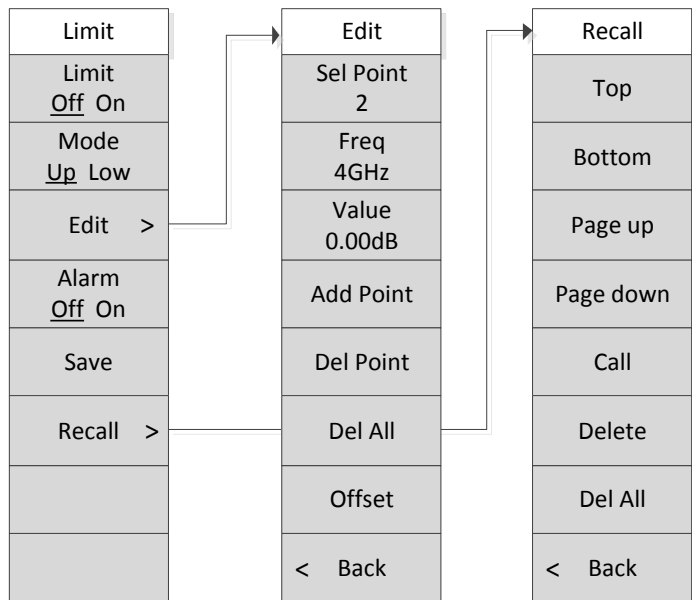 Limit
Limit
Off On
Mode
Up Low
Edit >
Alarm
Off On
Save
Recall >
Edit
Sel Point
2
Freq
4GHz
Value
0.00dB
Add Point
Del Point
Del All
Offset
< Back
Recall
Top
Bottom
Page up
Page down
Call
Delete
Del All
< Back